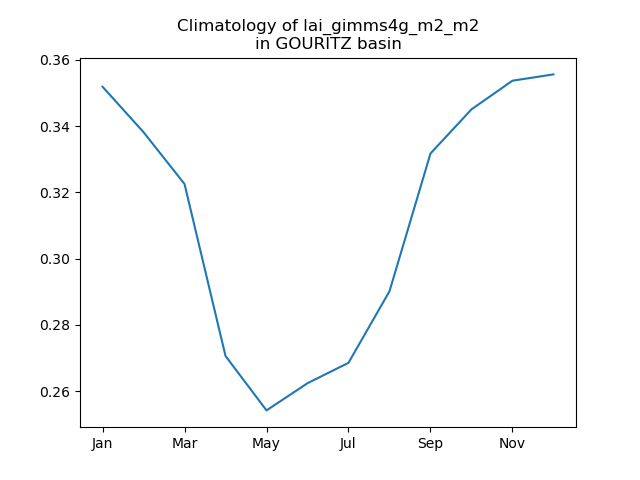 Climatology of lai_gimms4g_m2_m2
in GOURITZ basin
0.36
0.34
0.32
0.30
0.28
0.26
Jan
Mar
May
Jul
Sep
Nov